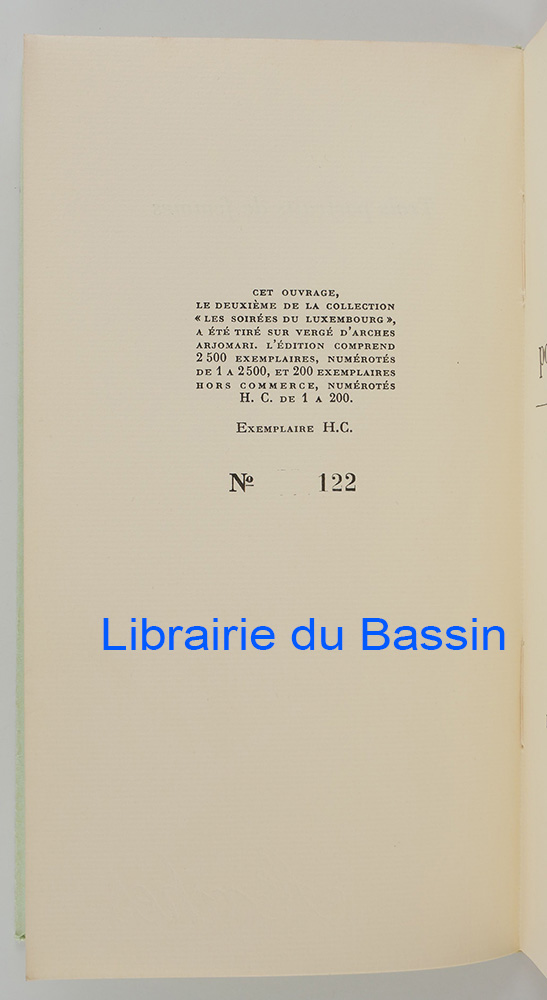 CET OUVRAGE,
LE DEUXIÈME DE LA COLLECTION
« LES SOIRÉES DU LUXEMBOURG »,
A ÉTÉ TIRÉ SUR VERGÉ D'ARCHES
ARJOMARI. L'ÉDITION COMPREND
2 500 EXEMPLAIRES, NUMÉROTÉS
DE 1 A 2 500, ET 200 EXEMPLAIRES
HORS COMMERCE, NUMÉROTÉS
H. C. DE 1 A 200.
EXEMPLAIRE H.C.
Nº 122
Librairie du Bassin